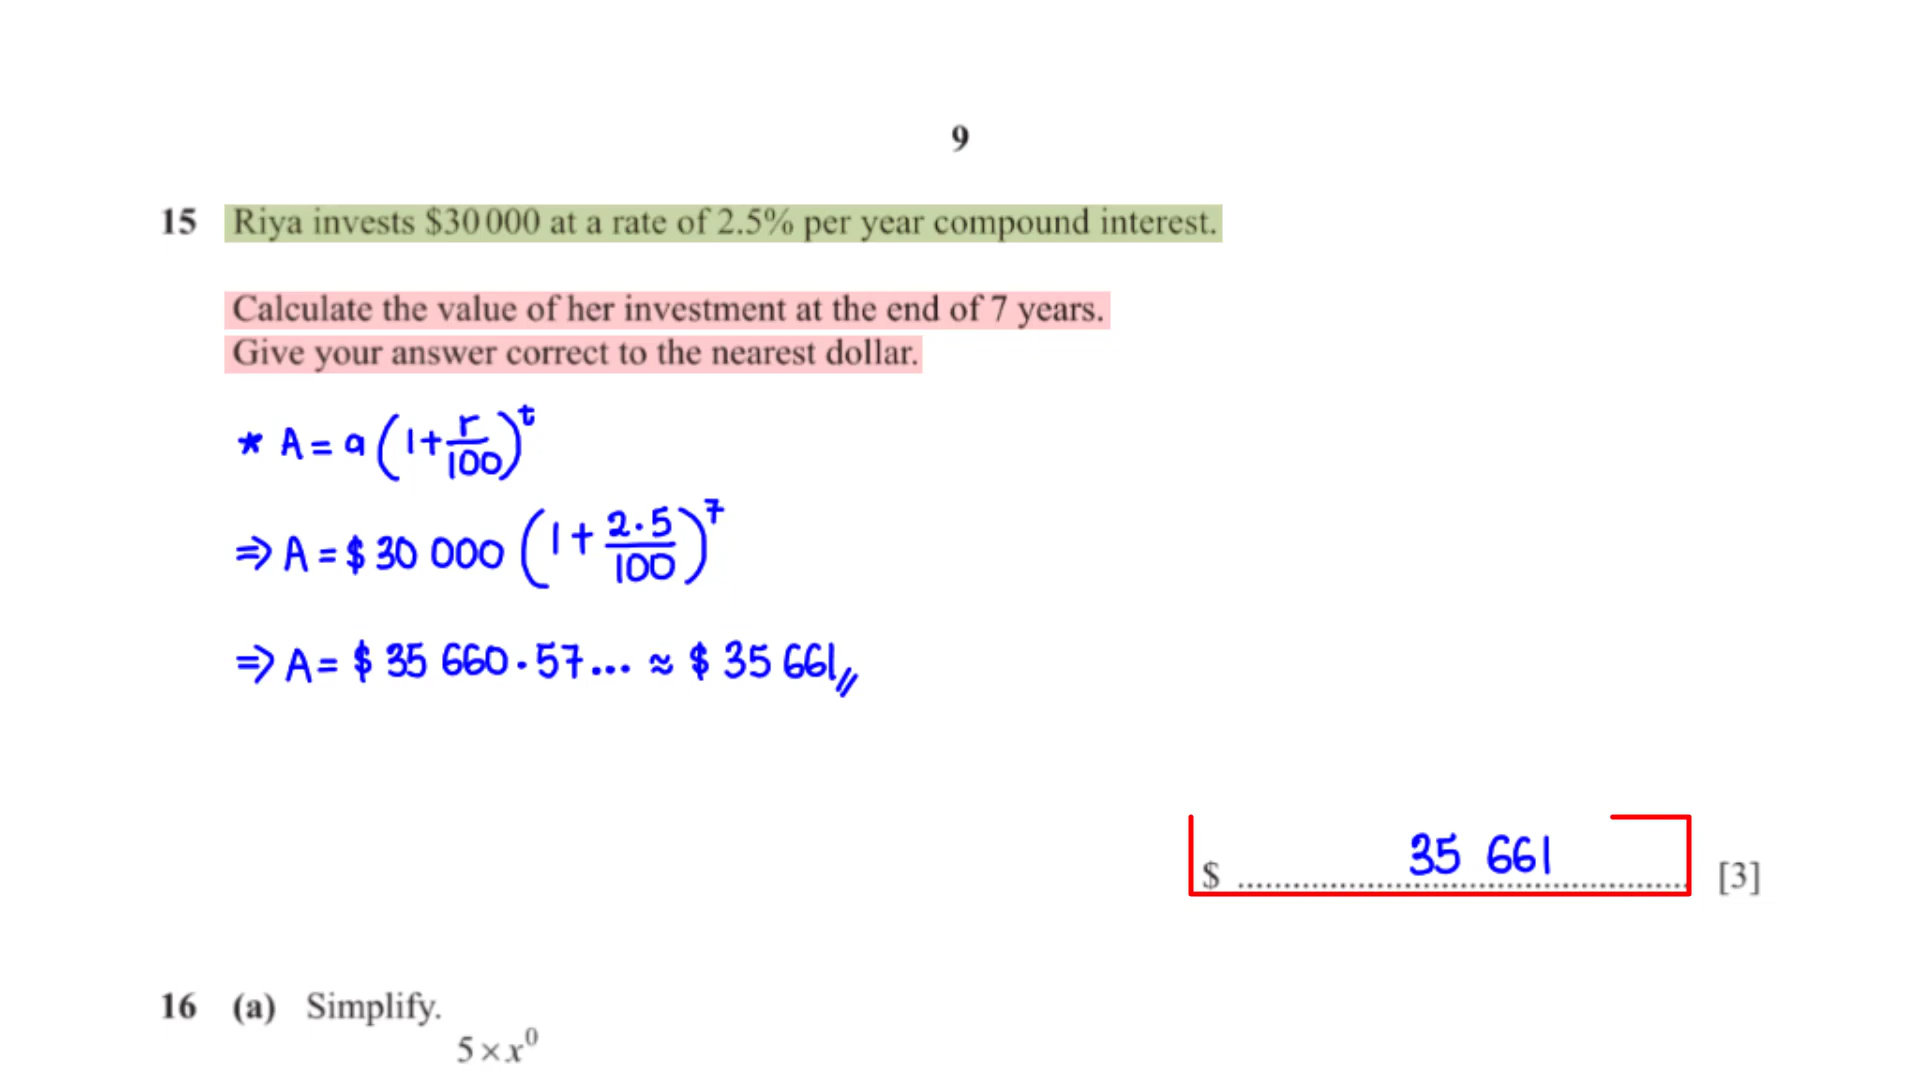 9
15 Riya invests $30 000 at a rate of 2.5% per year compound interest.
Calculate the value of her investment at the end of 7 years.
Give your answer correct to the nearest dollar.
* A = a(1+r/100)^t
⇒ A = $ 30 000 (1 + 2.5/100)^7
⇒ A = $ 35 660.57... ≈ $ 35 661//
$ ................ 35 661 ................ [3]
16 (a) Simplify.
5 × x⁰